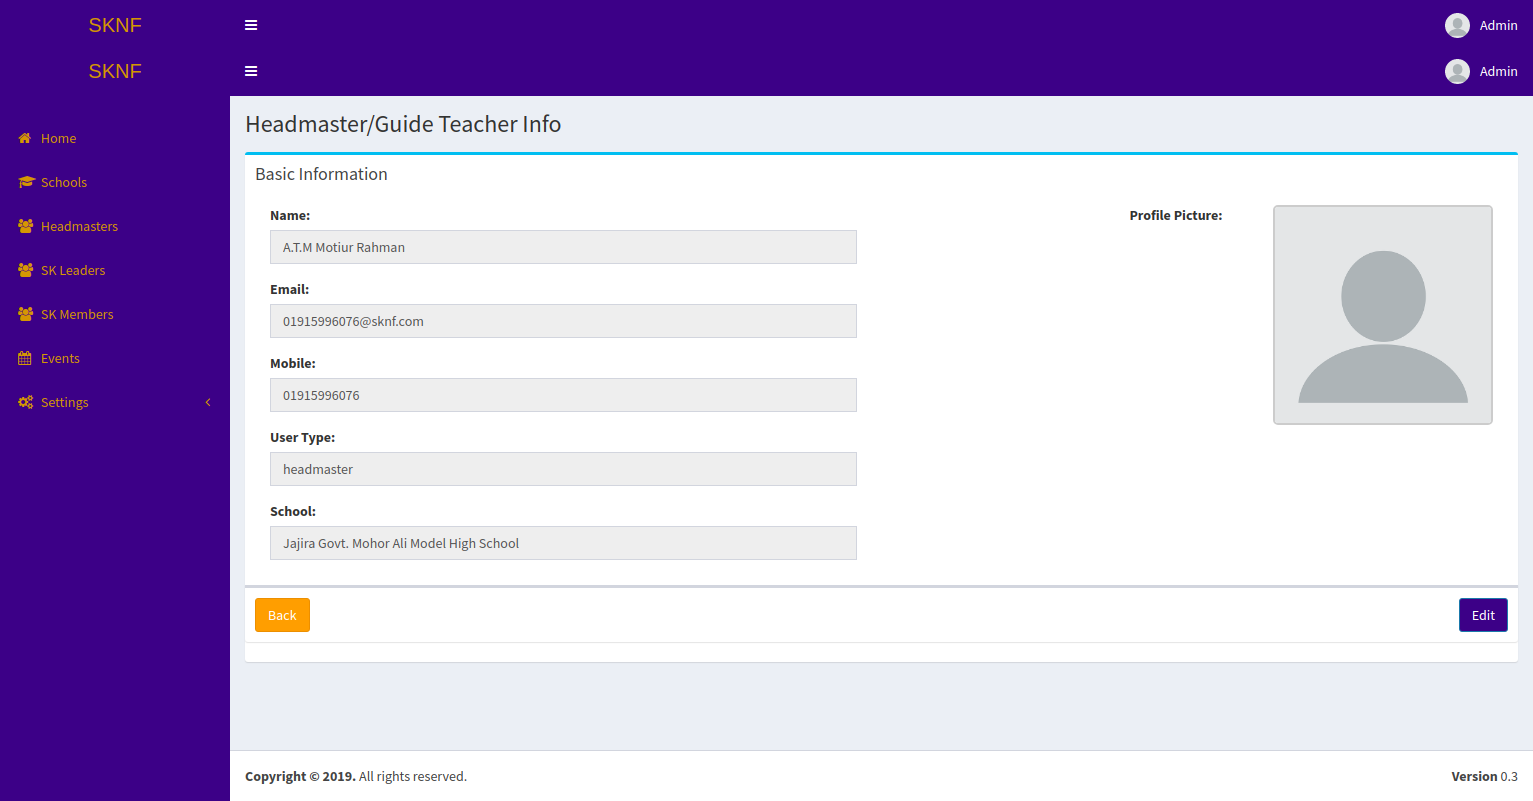 SKNF
Admin
SKNF
Admin
Home
Schools
Headmasters
SK Leaders
SK Members
Events
Settings
Headmaster/Guide Teacher Info
Basic Information
Name:
A.T.M Motiur Rahman
Email:
01915996076@sknf.com
Mobile:
01915996076
User Type:
headmaster
School:
Jajira Govt. Mohor Ali Model High School
Profile Picture:
Back
Edit
Copyright © 2019. All rights reserved.
Version 0.3